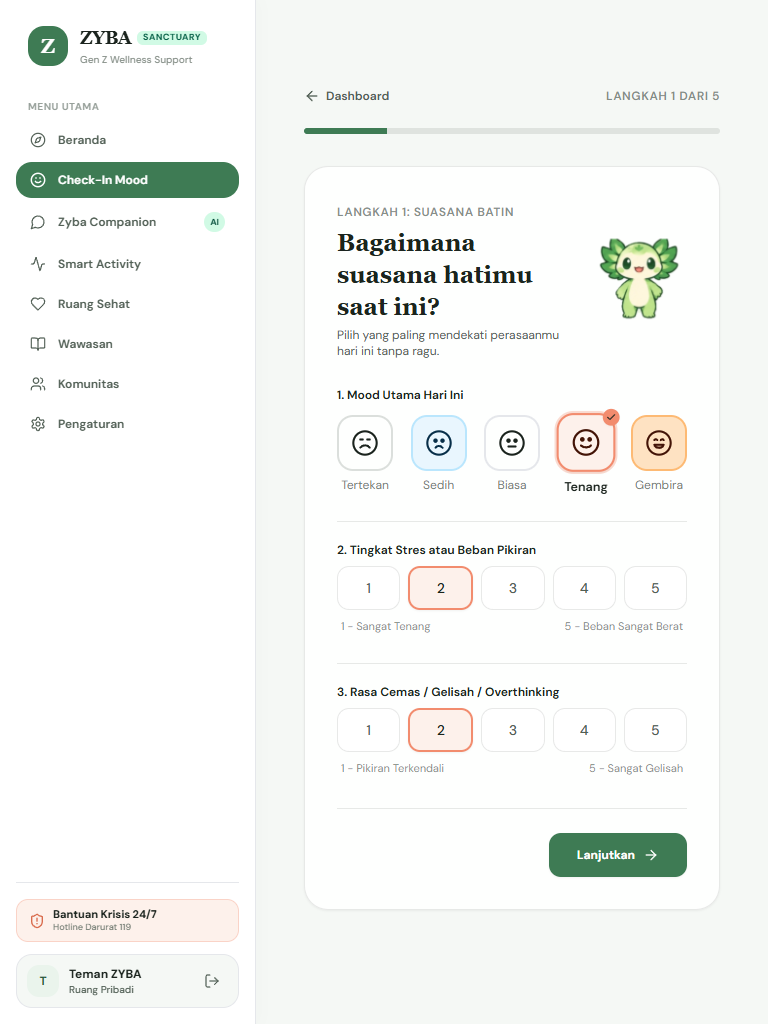 Z
ZYBA SANCTUARY
Gen Z Wellness Support
MENU UTAMA
Beranda
Check-In Mood
Zyba Companion AI
Smart Activity
Ruang Sehat
Wawasan
Komunitas
Pengaturan
Bantuan Krisis 24/7
Hotline Darurat 119
T
Teman ZYBA
Ruang Pribadi
Dashboard
LANGKAH 1 DARI 5
LANGKAH 1: SUASANA BATIN
Bagaimana
suasana hatimu
saat ini?
Pilih yang paling mendekati perasaanmu
hari ini tanpa ragu.
1. Mood Utama Hari Ini
Tertekan Sedih Biasa Tenang Gembira
2. Tingkat Stres atau Beban Pikiran
1 2 3 4 5
1 - Sangat Tenang 5 - Beban Sangat Berat
3. Rasa Cemas / Gelisah / Overthinking
1 2 3 4 5
1 - Pikiran Terkendali 5 - Sangat Gelisah
Lanjutkan